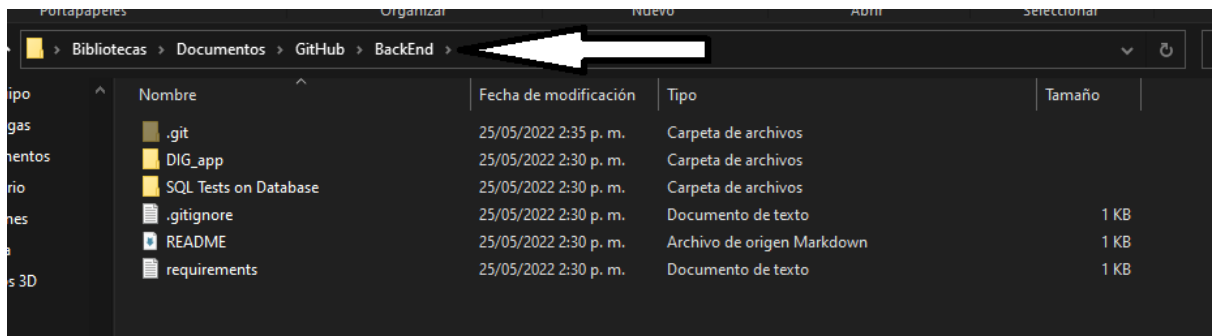 Portapapeles Organizar Nuevo Abrir Seleccionar
Bibliotecas > Documentos > GitHub > BackEnd >
ipo Nombre Fecha de modificación Tipo Tamaño
gas .git 25/05/2022 2:35 p. m. Carpeta de archivos
mentos DIG_app 25/05/2022 2:30 p. m. Carpeta de archivos
rio SQL Tests on Database 25/05/2022 2:30 p. m. Carpeta de archivos
nes .gitignore 25/05/2022 2:30 p. m. Documento de texto 1 KB
a README 25/05/2022 2:30 p. m. Archivo de origen Markdown 1 KB
s 3D requirements 25/05/2022 2:30 p. m. Documento de texto 1 KB